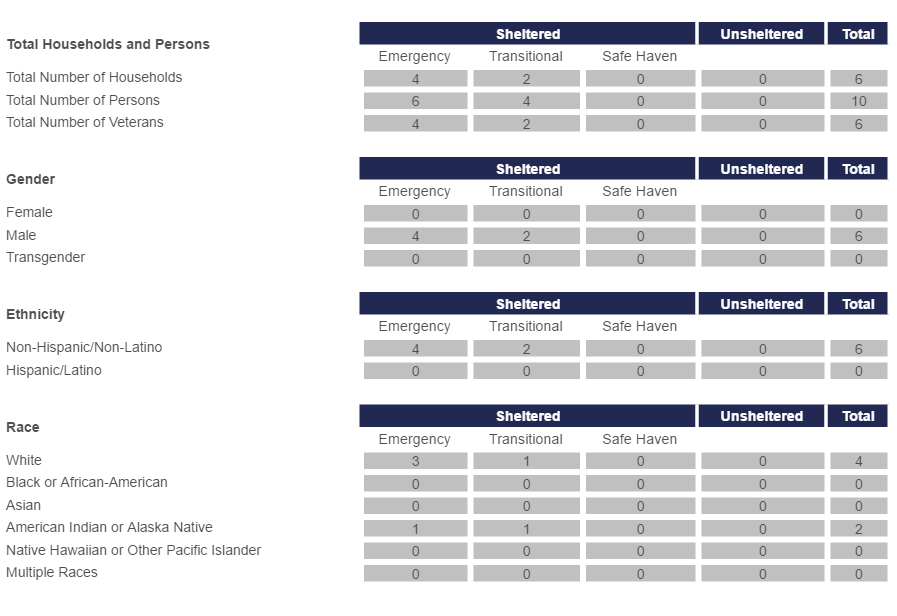 Total Households and Persons Sheltered Unsheltered Total
Emergency Transitional Safe Haven
Total Number of Households 4 2 0 0 6
Total Number of Persons 6 4 0 0 10
Total Number of Veterans 4 2 0 0 6
Gender Sheltered Unsheltered Total
Emergency Transitional Safe Haven
Female 0 0 0 0 0
Male 4 2 0 0 6
Transgender 0 0 0 0 0
Ethnicity Sheltered Unsheltered Total
Emergency Transitional Safe Haven
Non-Hispanic/Non-Latino 4 2 0 0 6
Hispanic/Latino 0 0 0 0 0
Race Sheltered Unsheltered Total
Emergency Transitional Safe Haven
White 3 1 0 0 4
Black or African-American 0 0 0 0 0
Asian 0 0 0 0 0
American Indian or Alaska Native 1 1 0 0 2
Native Hawaiian or Other Pacific Islander 0 0 0 0 0
Multiple Races 0 0 0 0 0